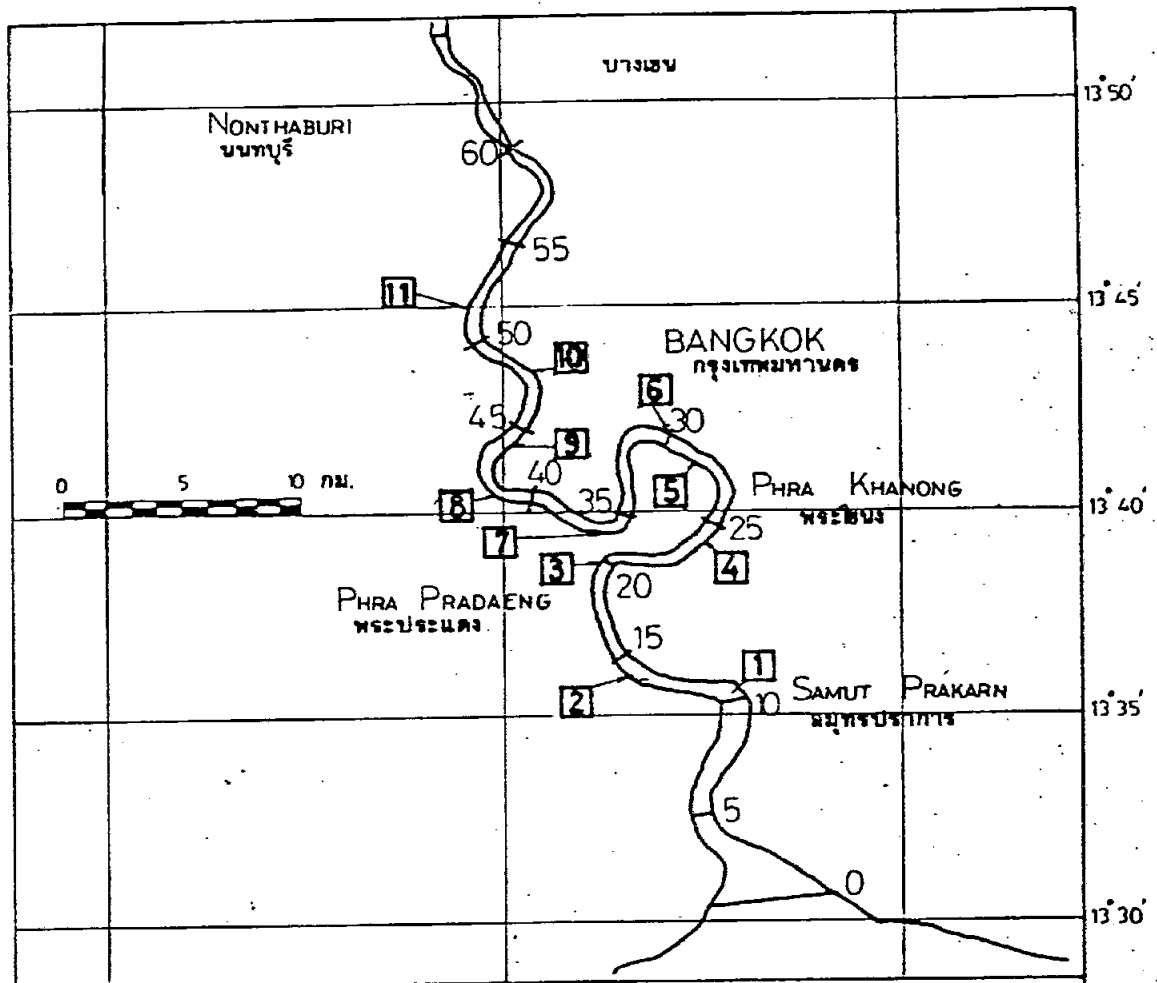 บางเขน
13°50'
NONTHABURI
นนทบุรี
60
55
11
13°45'
50
BANGKOK
กรุงเทพมหานคร
10
6
45
30
9
0 5 10 กม.
40
8
35
5
PHRA KHANONG
พระโขนง
13°40'
7
25
3
4
20
PHRA PRADAENG
พระประแดง
15
1
2
SAMUT PRAKARN
สมุทรปราการ
10
13°35'
5
0
13°30'